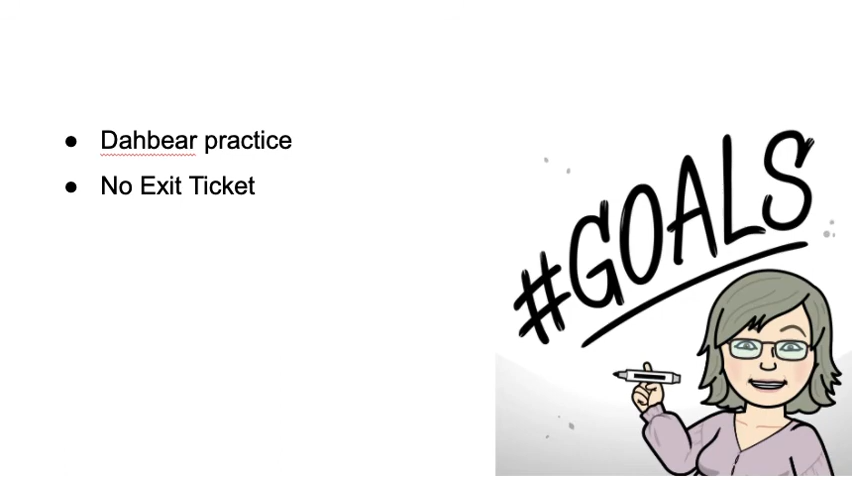 ● Dahbear practice
● No Exit Ticket
#GOALS